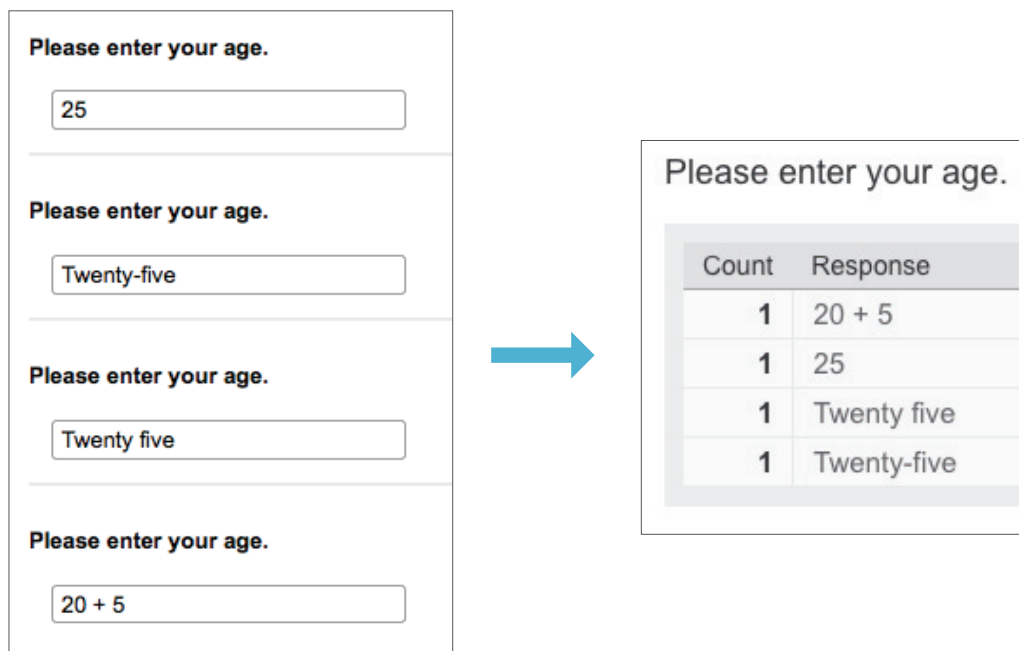 Please enter your age.
25
Please enter your age.
Twenty-five
Please enter your age.
Twenty five
Please enter your age.
20 + 5
Please enter your age.
Count Response
1 20 + 5
1 25
1 Twenty five
1 Twenty-five